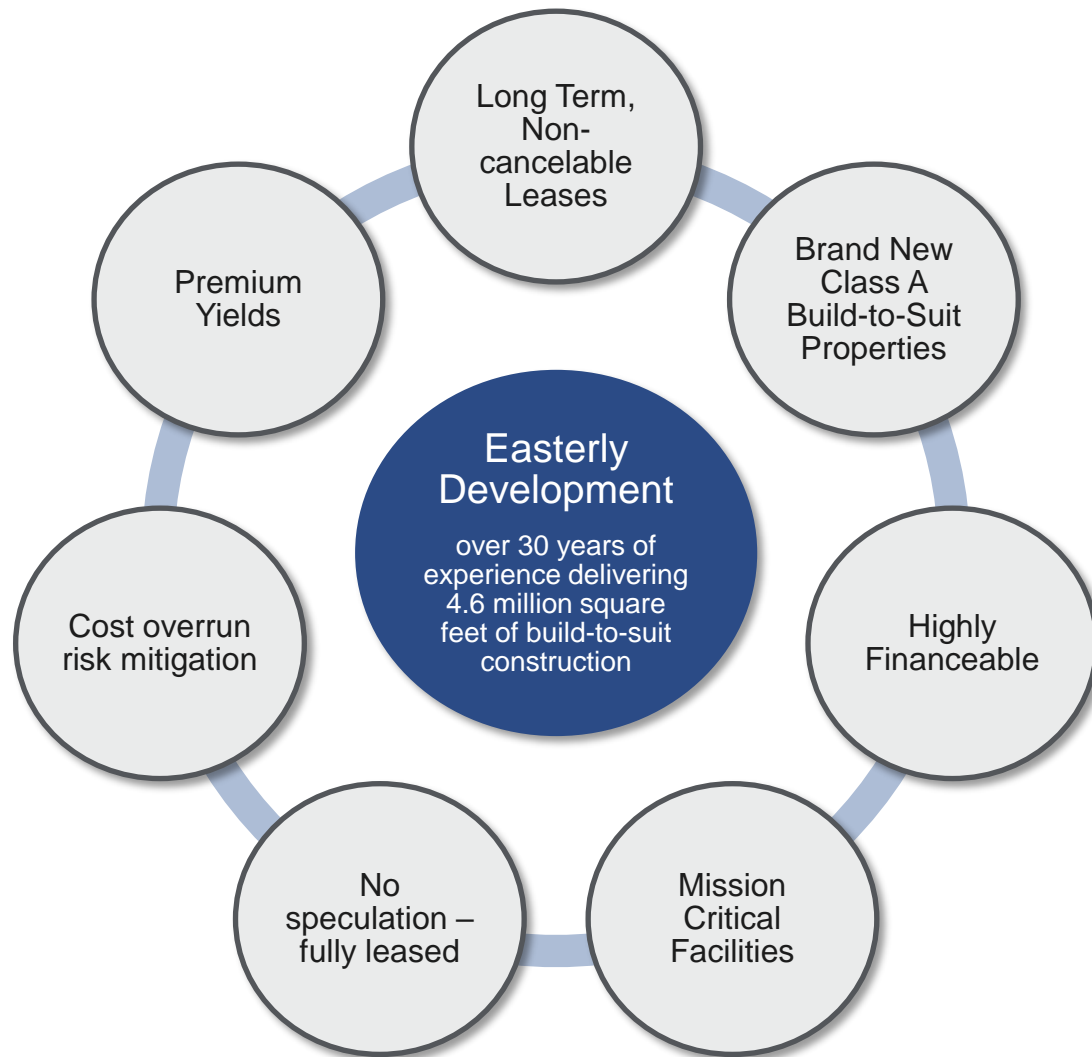 Long Term,
Non-
cancelable
Leases
Brand New
Class A
Build-to-Suit
Properties
Highly
Financeable
Mission
Critical
Facilities
No
speculation –
fully leased
Cost overrun
risk mitigation
Premium
Yields
Easterly
Development
over 30 years of
experience delivering
4.6 million square
feet of build-to-suit
construction